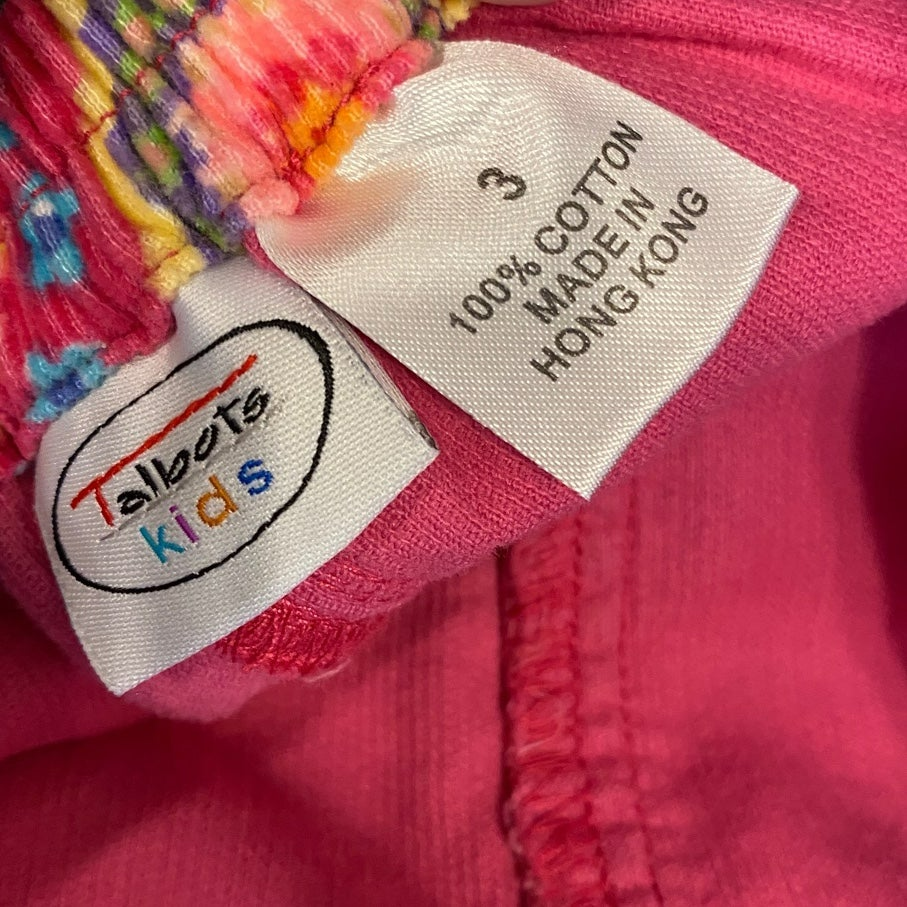 3
100% COTTON
MADE IN
HONG KONG
Talbots
kids